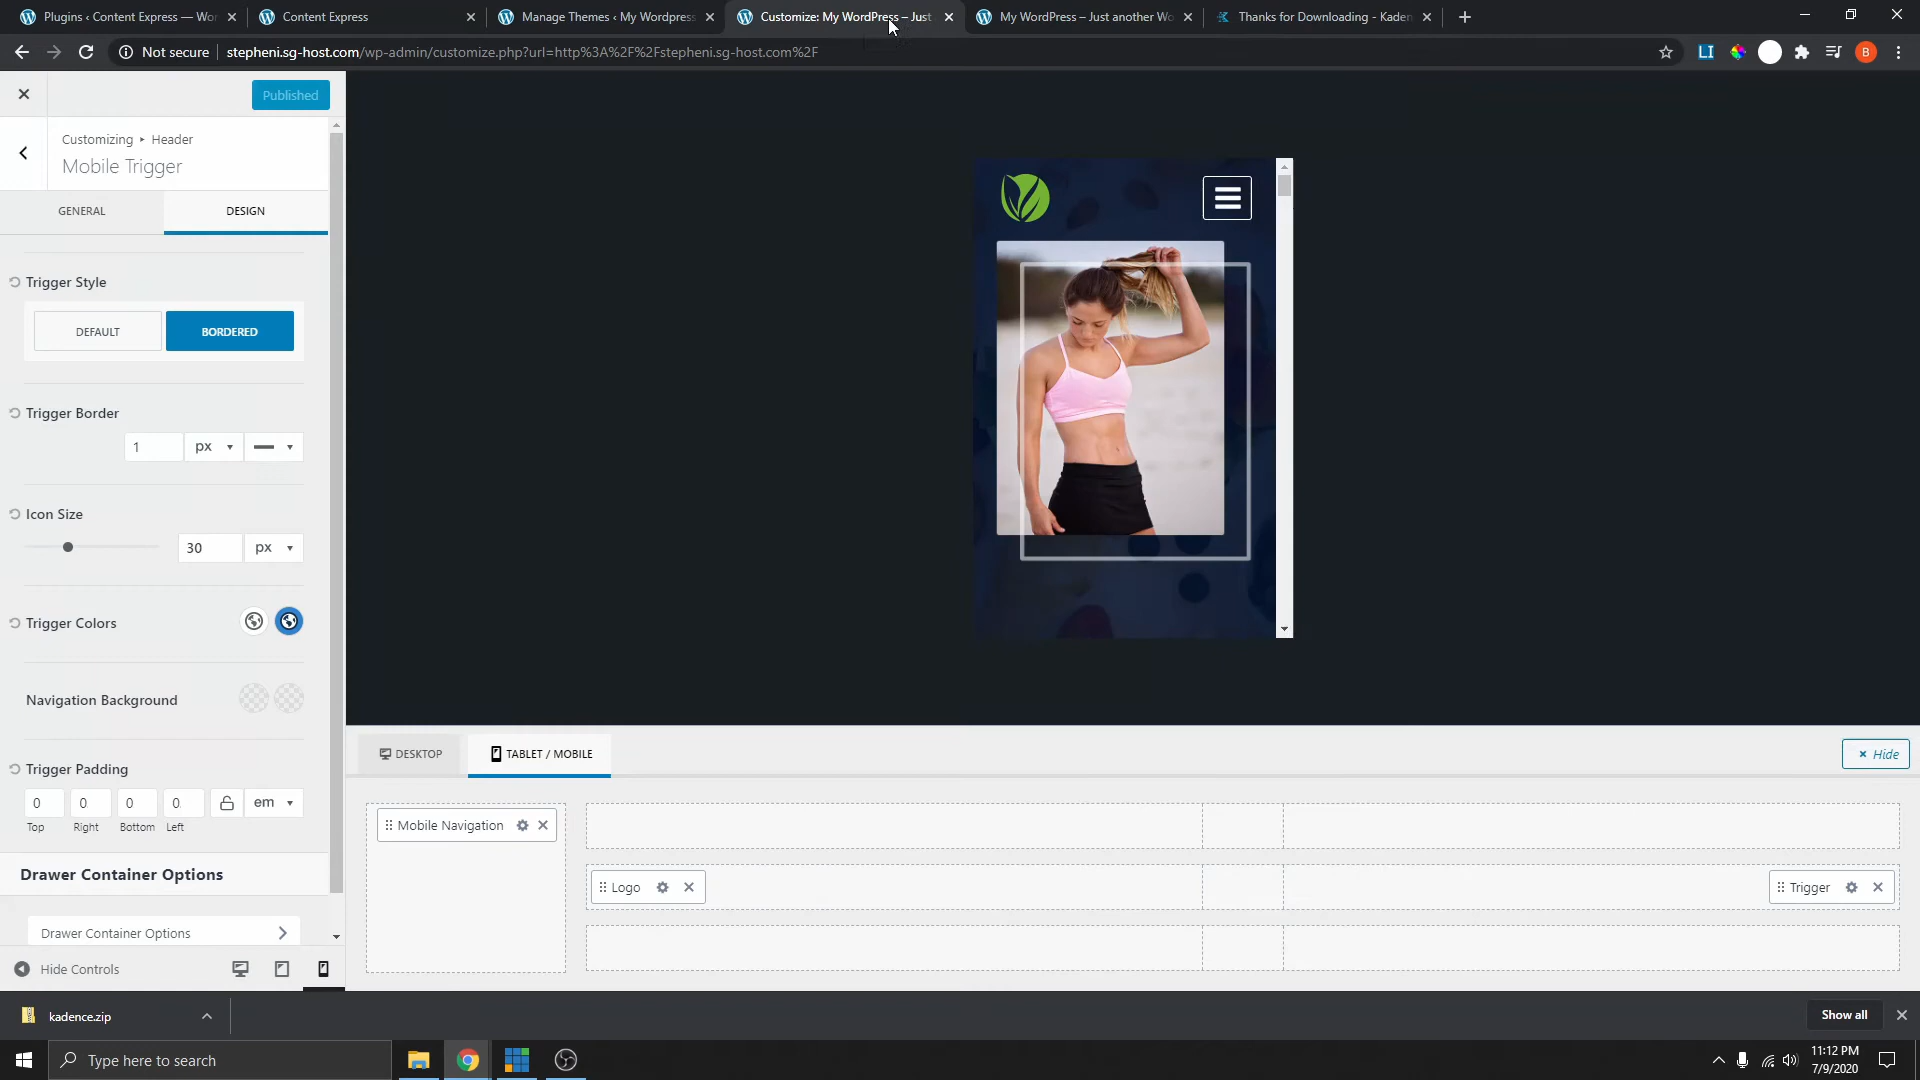 Plugins ‹ Content Express — Wor
Content Express
Manage Themes ‹ My Wordpress
Customize: My WordPress – Just
My WordPress – Just another Wo
Thanks for Downloading - Kaden
Not secure
stepheni.sg-host.com/wp-admin/customize.php?url=http%3A%2F%2Fstepheni.sg-host.com%2F
LI
B
Published
Customizing ▸ Header
Mobile Trigger
GENERAL
DESIGN
Trigger Style
DEFAULT
BORDERED
Trigger Border
1
px
Icon Size
30
px
Trigger Colors
Navigation Background
Trigger Padding
0
0
0
0
em
Top
Right
Bottom
Left
Drawer Container Options
Drawer Container Options
Hide Controls
DESKTOP
TABLET / MOBILE
× Hide
Mobile Navigation
Logo
Trigger
kadence.zip
Show all
Type here to search
11:12 PM
7/9/2020